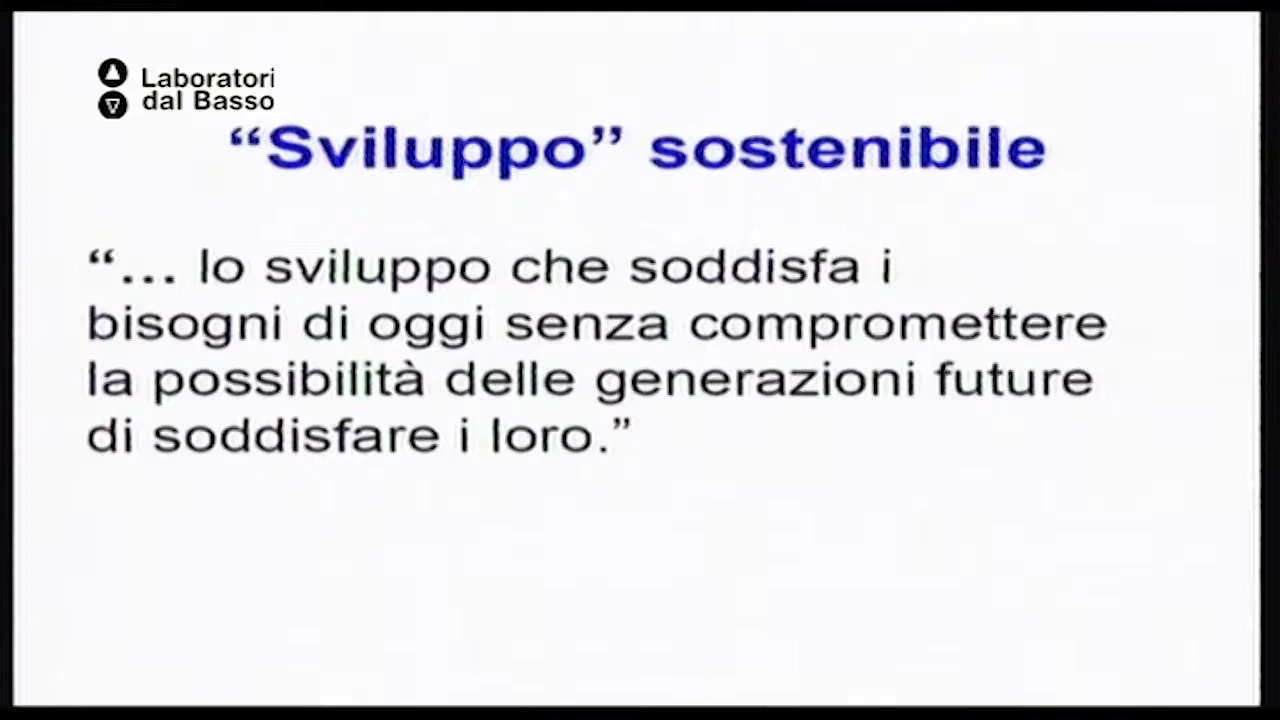 Laboratori
dal Basso
“Sviluppo” sostenibile
“... lo sviluppo che soddisfa i
bisogni di oggi senza compromettere
la possibilità delle generazioni future
di soddisfare i loro.”